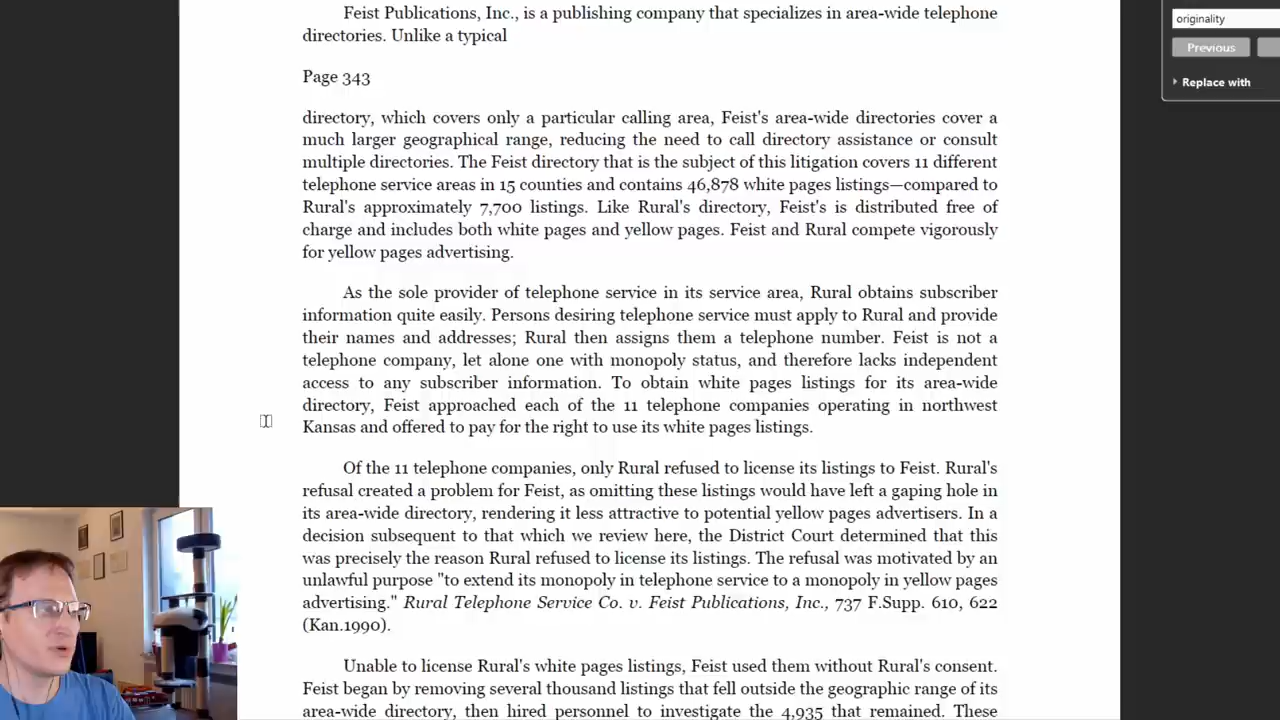 Feist Publications, Inc., is a publishing company that specializes in area-wide telephone
directories. Unlike a typical
Page 343
directory, which covers only a particular calling area, Feist's area-wide directories cover a
much larger geographical range, reducing the need to call directory assistance or consult
multiple directories. The Feist directory that is the subject of this litigation covers 11 different
telephone service areas in 15 counties and contains 46,878 white pages listings—compared to
Rural's approximately 7,700 listings. Like Rural's directory, Feist's is distributed free of
charge and includes both white pages and yellow pages. Feist and Rural compete vigorously
for yellow pages advertising.
As the sole provider of telephone service in its service area, Rural obtains subscriber
information quite easily. Persons desiring telephone service must apply to Rural and provide
their names and addresses; Rural then assigns them a telephone number. Feist is not a
telephone company, let alone one with monopoly status, and therefore lacks independent
access to any subscriber information. To obtain white pages listings for its area-wide
directory, Feist approached each of the 11 telephone companies operating in northwest
Kansas and offered to pay for the right to use its white pages listings.
Of the 11 telephone companies, only Rural refused to license its listings to Feist. Rural's
refusal created a problem for Feist, as omitting these listings would have left a gaping hole in
its area-wide directory, rendering it less attractive to potential yellow pages advertisers. In a
decision subsequent to that which we review here, the District Court determined that this
was precisely the reason Rural refused to license its listings. The refusal was motivated by an
unlawful purpose "to extend its monopoly in telephone service to a monopoly in yellow pages
advertising." Rural Telephone Service Co. v. Feist Publications, Inc., 737 F.Supp. 610, 622
(Kan.1990).
Unable to license Rural's white pages listings, Feist used them without Rural's consent.
Feist began by removing several thousand listings that fell outside the geographic range of its
area-wide directory, then hired personnel to investigate the 4,935 that remained. These
originality
Previous
Replace with